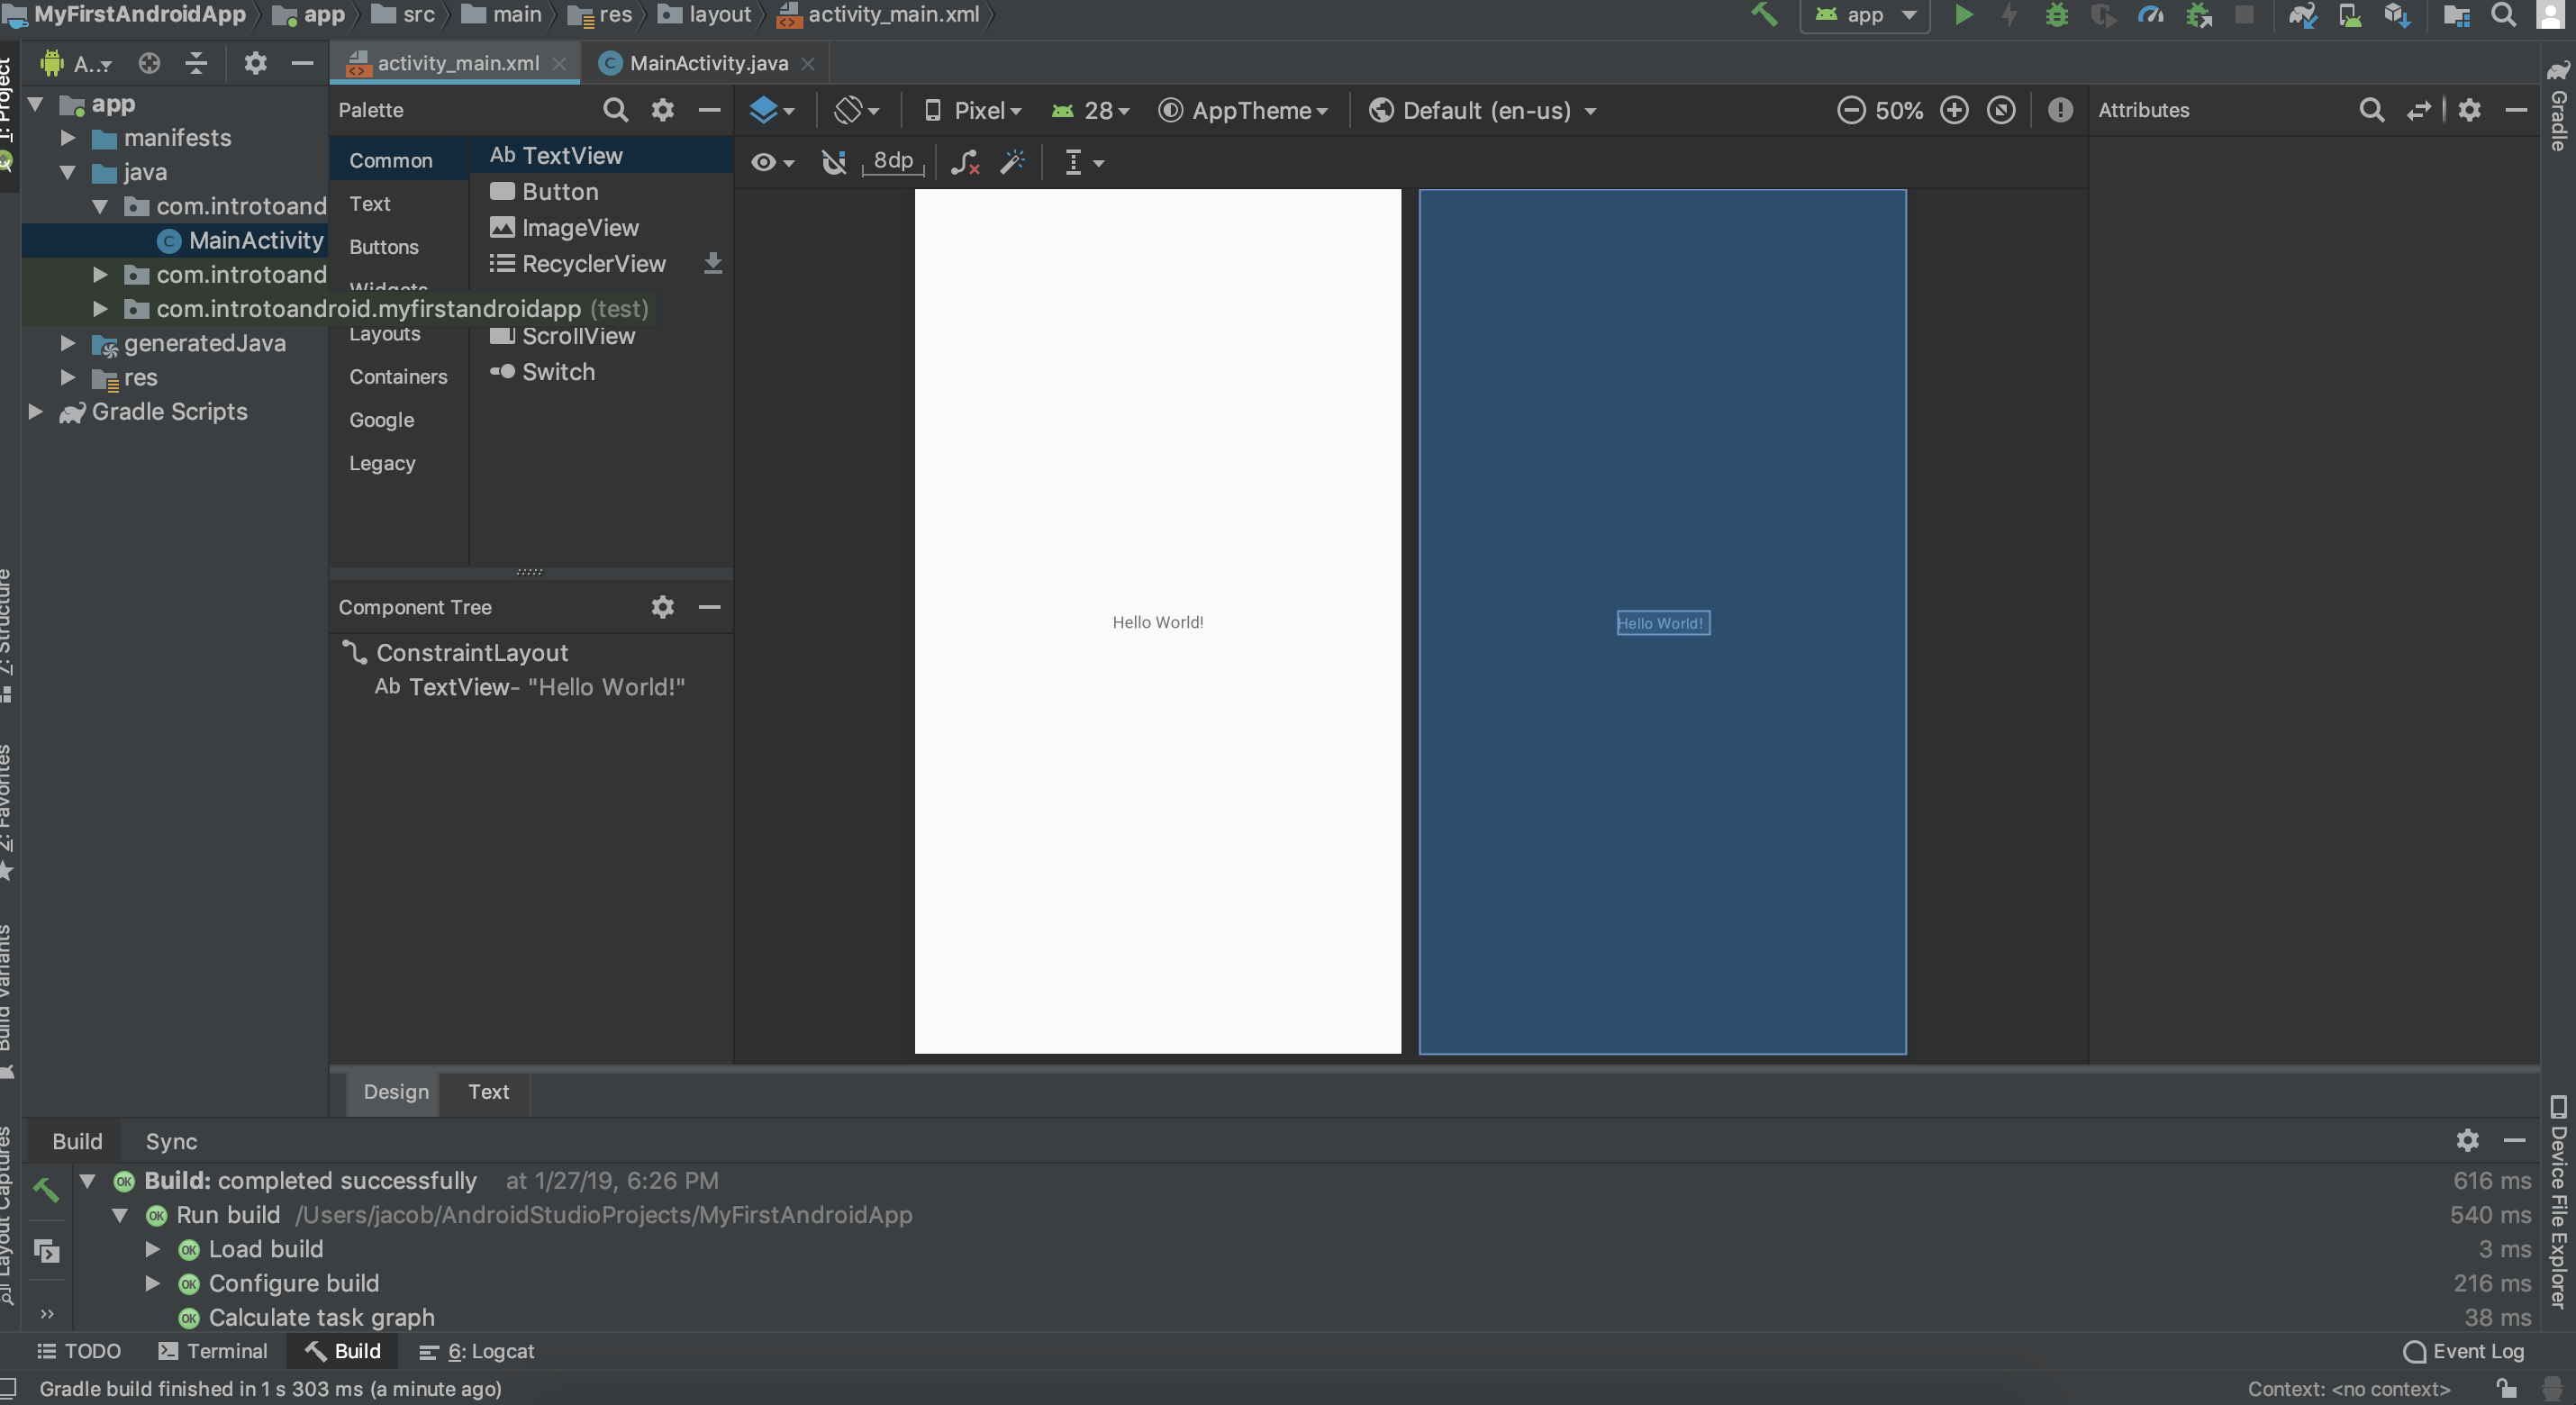 MyFirstAndroidApp app src main res layout activity_main.xml
app
1: Project
A...
activity_main.xml
MainActivity.java
app
manifests
java
com.introtoand
MainActivity
com.introtoand
com.introtoandroid.myfirstandroidapp (test)
generatedJava
res
Gradle Scripts
Palette
Common
Text
Buttons
Widgets
Layouts
Containers
Google
Legacy
Ab TextView
Button
ImageView
RecyclerView
ScrollView
Switch
Pixel 28 AppTheme Default (en-us) 50%
8dp
Attributes
Gradle
Component Tree
ConstraintLayout
Ab TextView- "Hello World!"
Hello World!
Hello World!
Z: Structure
2: Favorites
Build Variants
Layout Captures
Device File Explorer
Design Text
Build Sync
OK Build: completed successfully at 1/27/19, 6:26 PM 616 ms
OK Run build /Users/jacob/AndroidStudioProjects/MyFirstAndroidApp 540 ms
OK Load build 3 ms
OK Configure build 216 ms
OK Calculate task graph 38 ms
TODO Terminal Build 6: Logcat Event Log
Gradle build finished in 1 s 303 ms (a minute ago) Context: <no context>